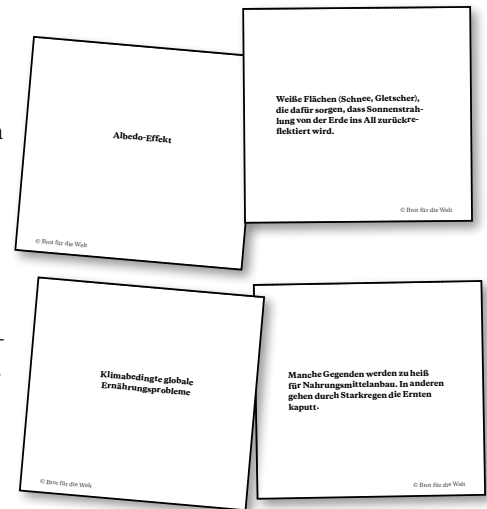 Albedo-Effekt
© Brot für die Welt
Weiße Flächen (Schnee, Gletscher),
die dafür sorgen, dass Sonnenstrah-
lung von der Erde ins All zurückre-
flektiert wird.
© Brot für die Welt
Klimabedingte globale
Ernährungsprobleme
© Brot für die Welt
Manche Gegenden werden zu heiß
für Nahrungsmittelanbau. In anderen
gehen durch Starkregen die Ernten
kaputt.
© Brot für die Welt